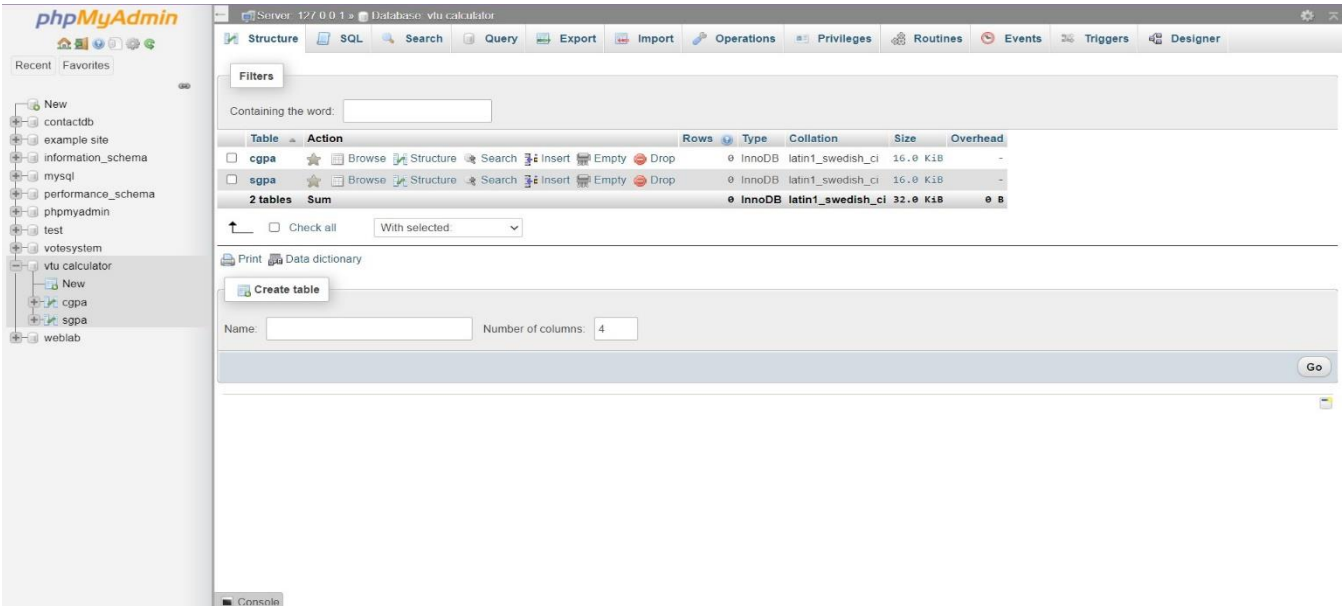 phpMyAdmin
Recent Favorites
New
contactdb
example site
information_schema
mysql
performance_schema
phpmyadmin
test
votesystem
vtu calculator
New
cgpa
sgpa
weblab
Server: 127.0.0.1 » Database: vtu calculator
Structure SQL Search Query Export Import Operations Privileges Routines Events Triggers Designer
Filters
Containing the word:
Table Action Rows Type Collation Size Overhead
cgpa Browse Structure Search Insert Empty Drop 0 InnoDB latin1_swedish_ci 16.0 KiB -
sgpa Browse Structure Search Insert Empty Drop 0 InnoDB latin1_swedish_ci 16.0 KiB -
2 tables Sum 0 InnoDB latin1_swedish_ci 32.0 KiB 0 B
Check all With selected:
Print Data dictionary
Create table
Name: Number of columns: 4
Go
Console